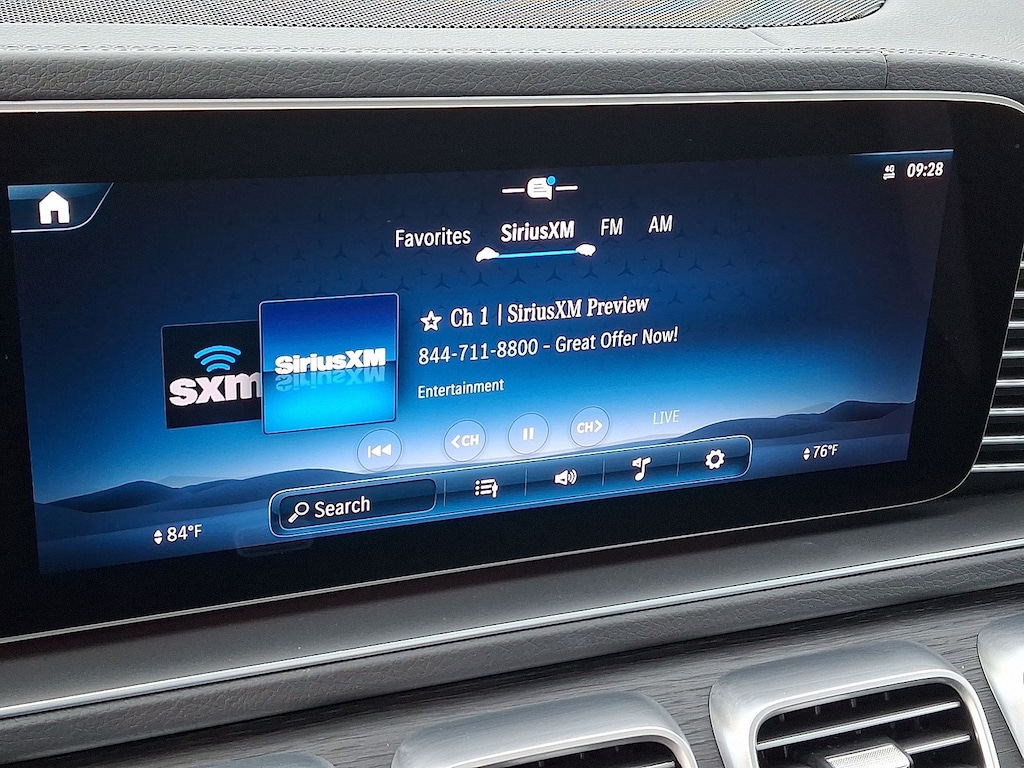 4G 09:28
Favorites SiriusXM FM AM
Ch 1 | SiriusXM Preview
844-711-8800 - Great Offer Now!
Entertainment
sxm
SiriusXM
LIVE
<CH CH>
Search
84°F 76°F